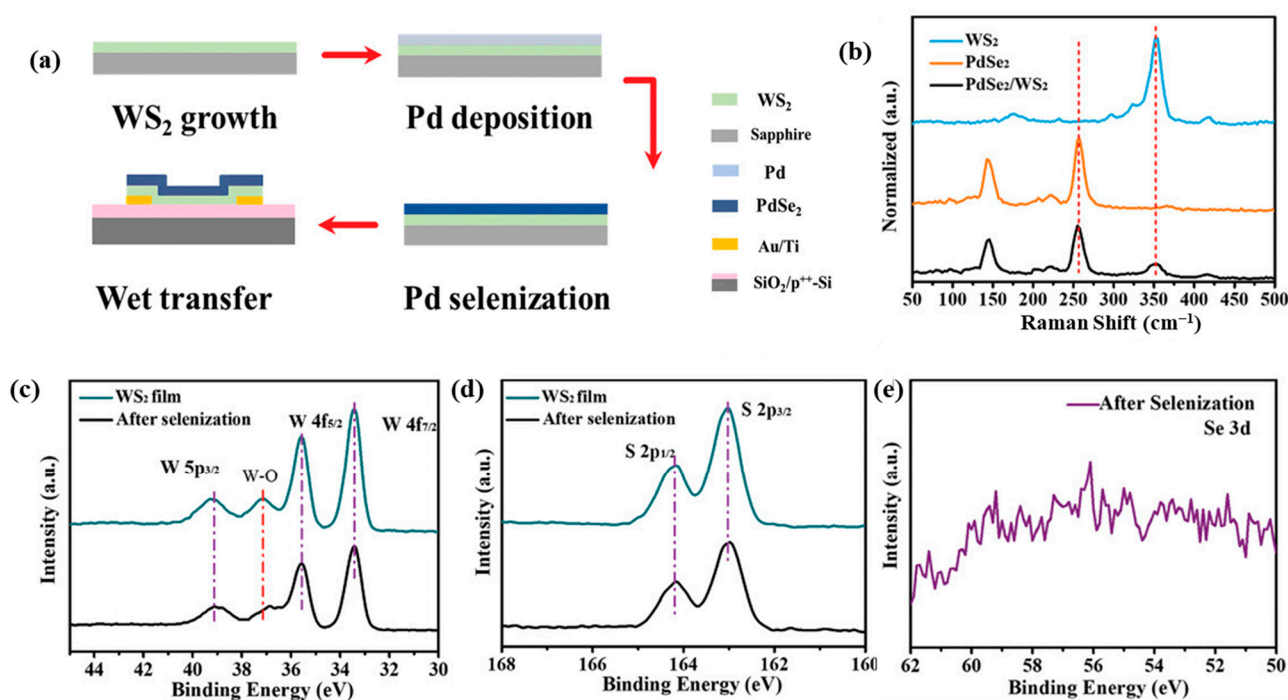 (a)
WS₂ growth
Pd deposition
Wet transfer
Pd selenization
WS₂
Sapphire
Pd
PdSe₂
Au/Ti
SiO₂/p⁺⁺-Si
(b)
WS₂
PdSe₂
PdSe₂/WS₂
Normalized (a.u.)
50 100 150 200 250 300 350 400 450 500
Raman Shift (cm⁻¹)
(c)
WS₂ film
After selenization
W 4f₅/₂
W 4f₇/₂
W 5p₃/₂
W-O
Intensity (a.u.)
44 42 40 38 36 34 32 30
Binding Energy (eV)
(d)
WS₂ film
After selenization
S 2p₃/₂
S 2p₁/₂
Intensity (a.u.)
168 166 164 162 160
Binding Energy (eV)
(e)
After Selenization
Se 3d
Intensity (a.u.)
62 60 58 56 54 52 50
Binding Energy (eV)